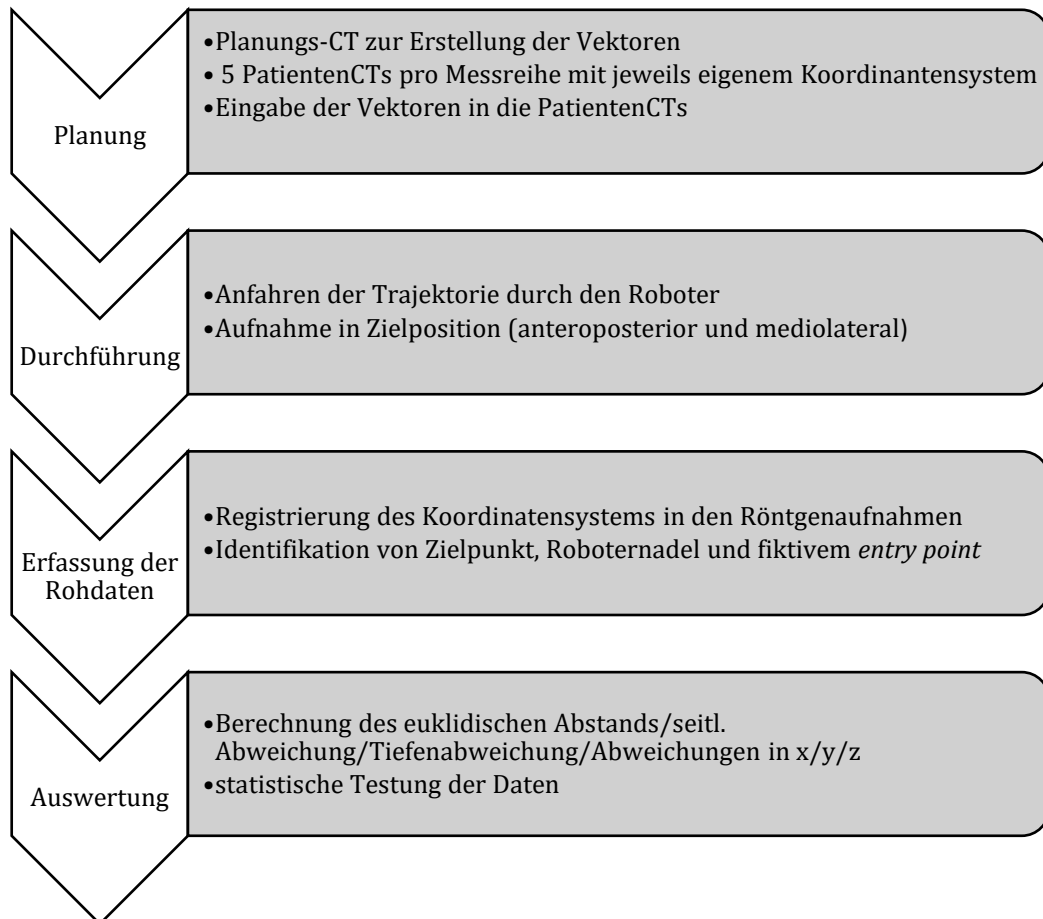 Planung
•Planungs-CT zur Erstellung der Vektoren
• 5 PatientenCTs pro Messreihe mit jeweils eigenem Koordinantensystem
•Eingabe der Vektoren in die PatientenCTs
Durchführung
•Anfahren der Trajektorie durch den Roboter
•Aufnahme in Zielposition (anteroposterior und mediolateral)
Erfassung der
Rohdaten
•Registrierung des Koordinatensystems in den Röntgenaufnahmen
•Identifikation von Zielpunkt, Roboternadel und fiktivem entry point
Auswertung
•Berechnung des euklidischen Abstands/seitl.
Abweichung/Tiefenabweichung/Abweichungen in x/y/z
•statistische Testung der Daten